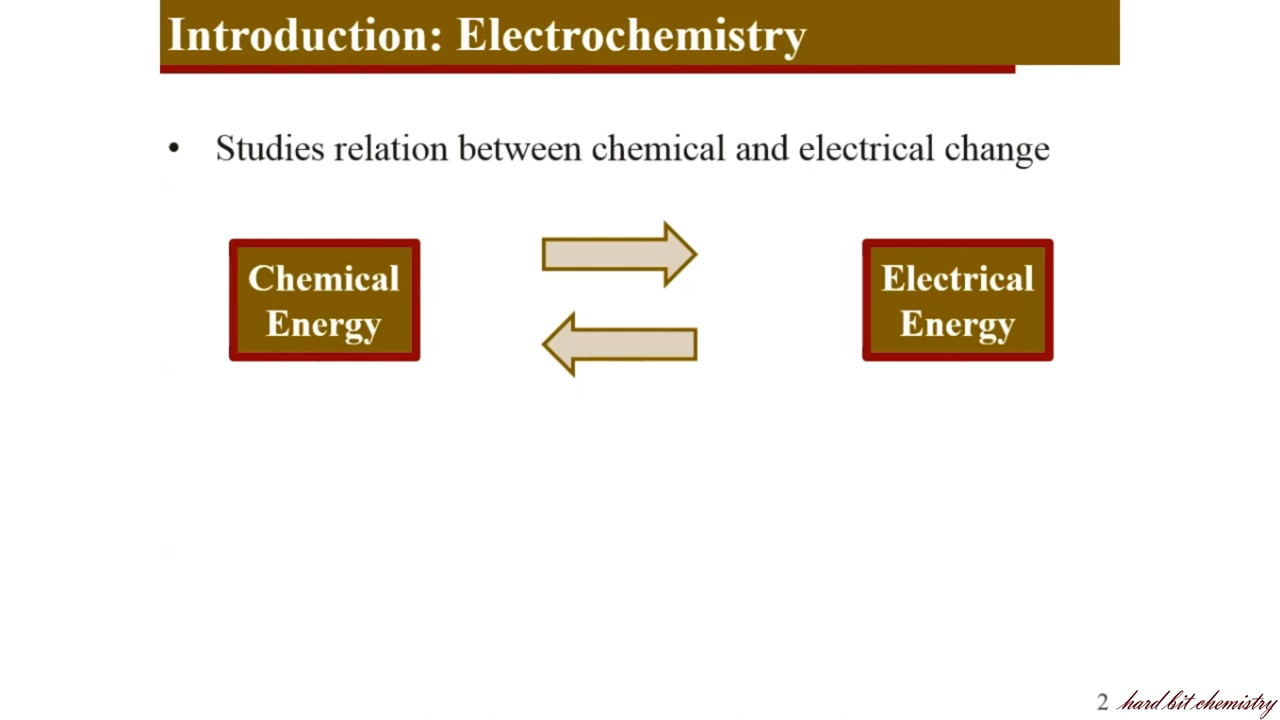 Introduction: Electrochemistry
• Studies relation between chemical and electrical change
Chemical
Energy
Electrical
Energy
2
hard bit chemistry